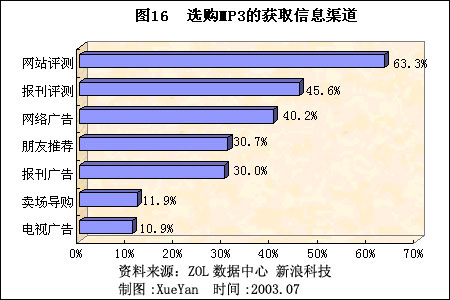 图16 选购MP3的获取信息渠道
网站评测 63.3%
报刊评测 45.6%
网络广告 40.2%
朋友推荐 30.7%
报刊广告 30.0%
卖场导购 11.9%
电视广告 10.9%
0% 10% 20% 30% 40% 50% 60% 70%
资料来源：ZOL数据中心 新浪科技
制图:XueYan 时间:2003.07